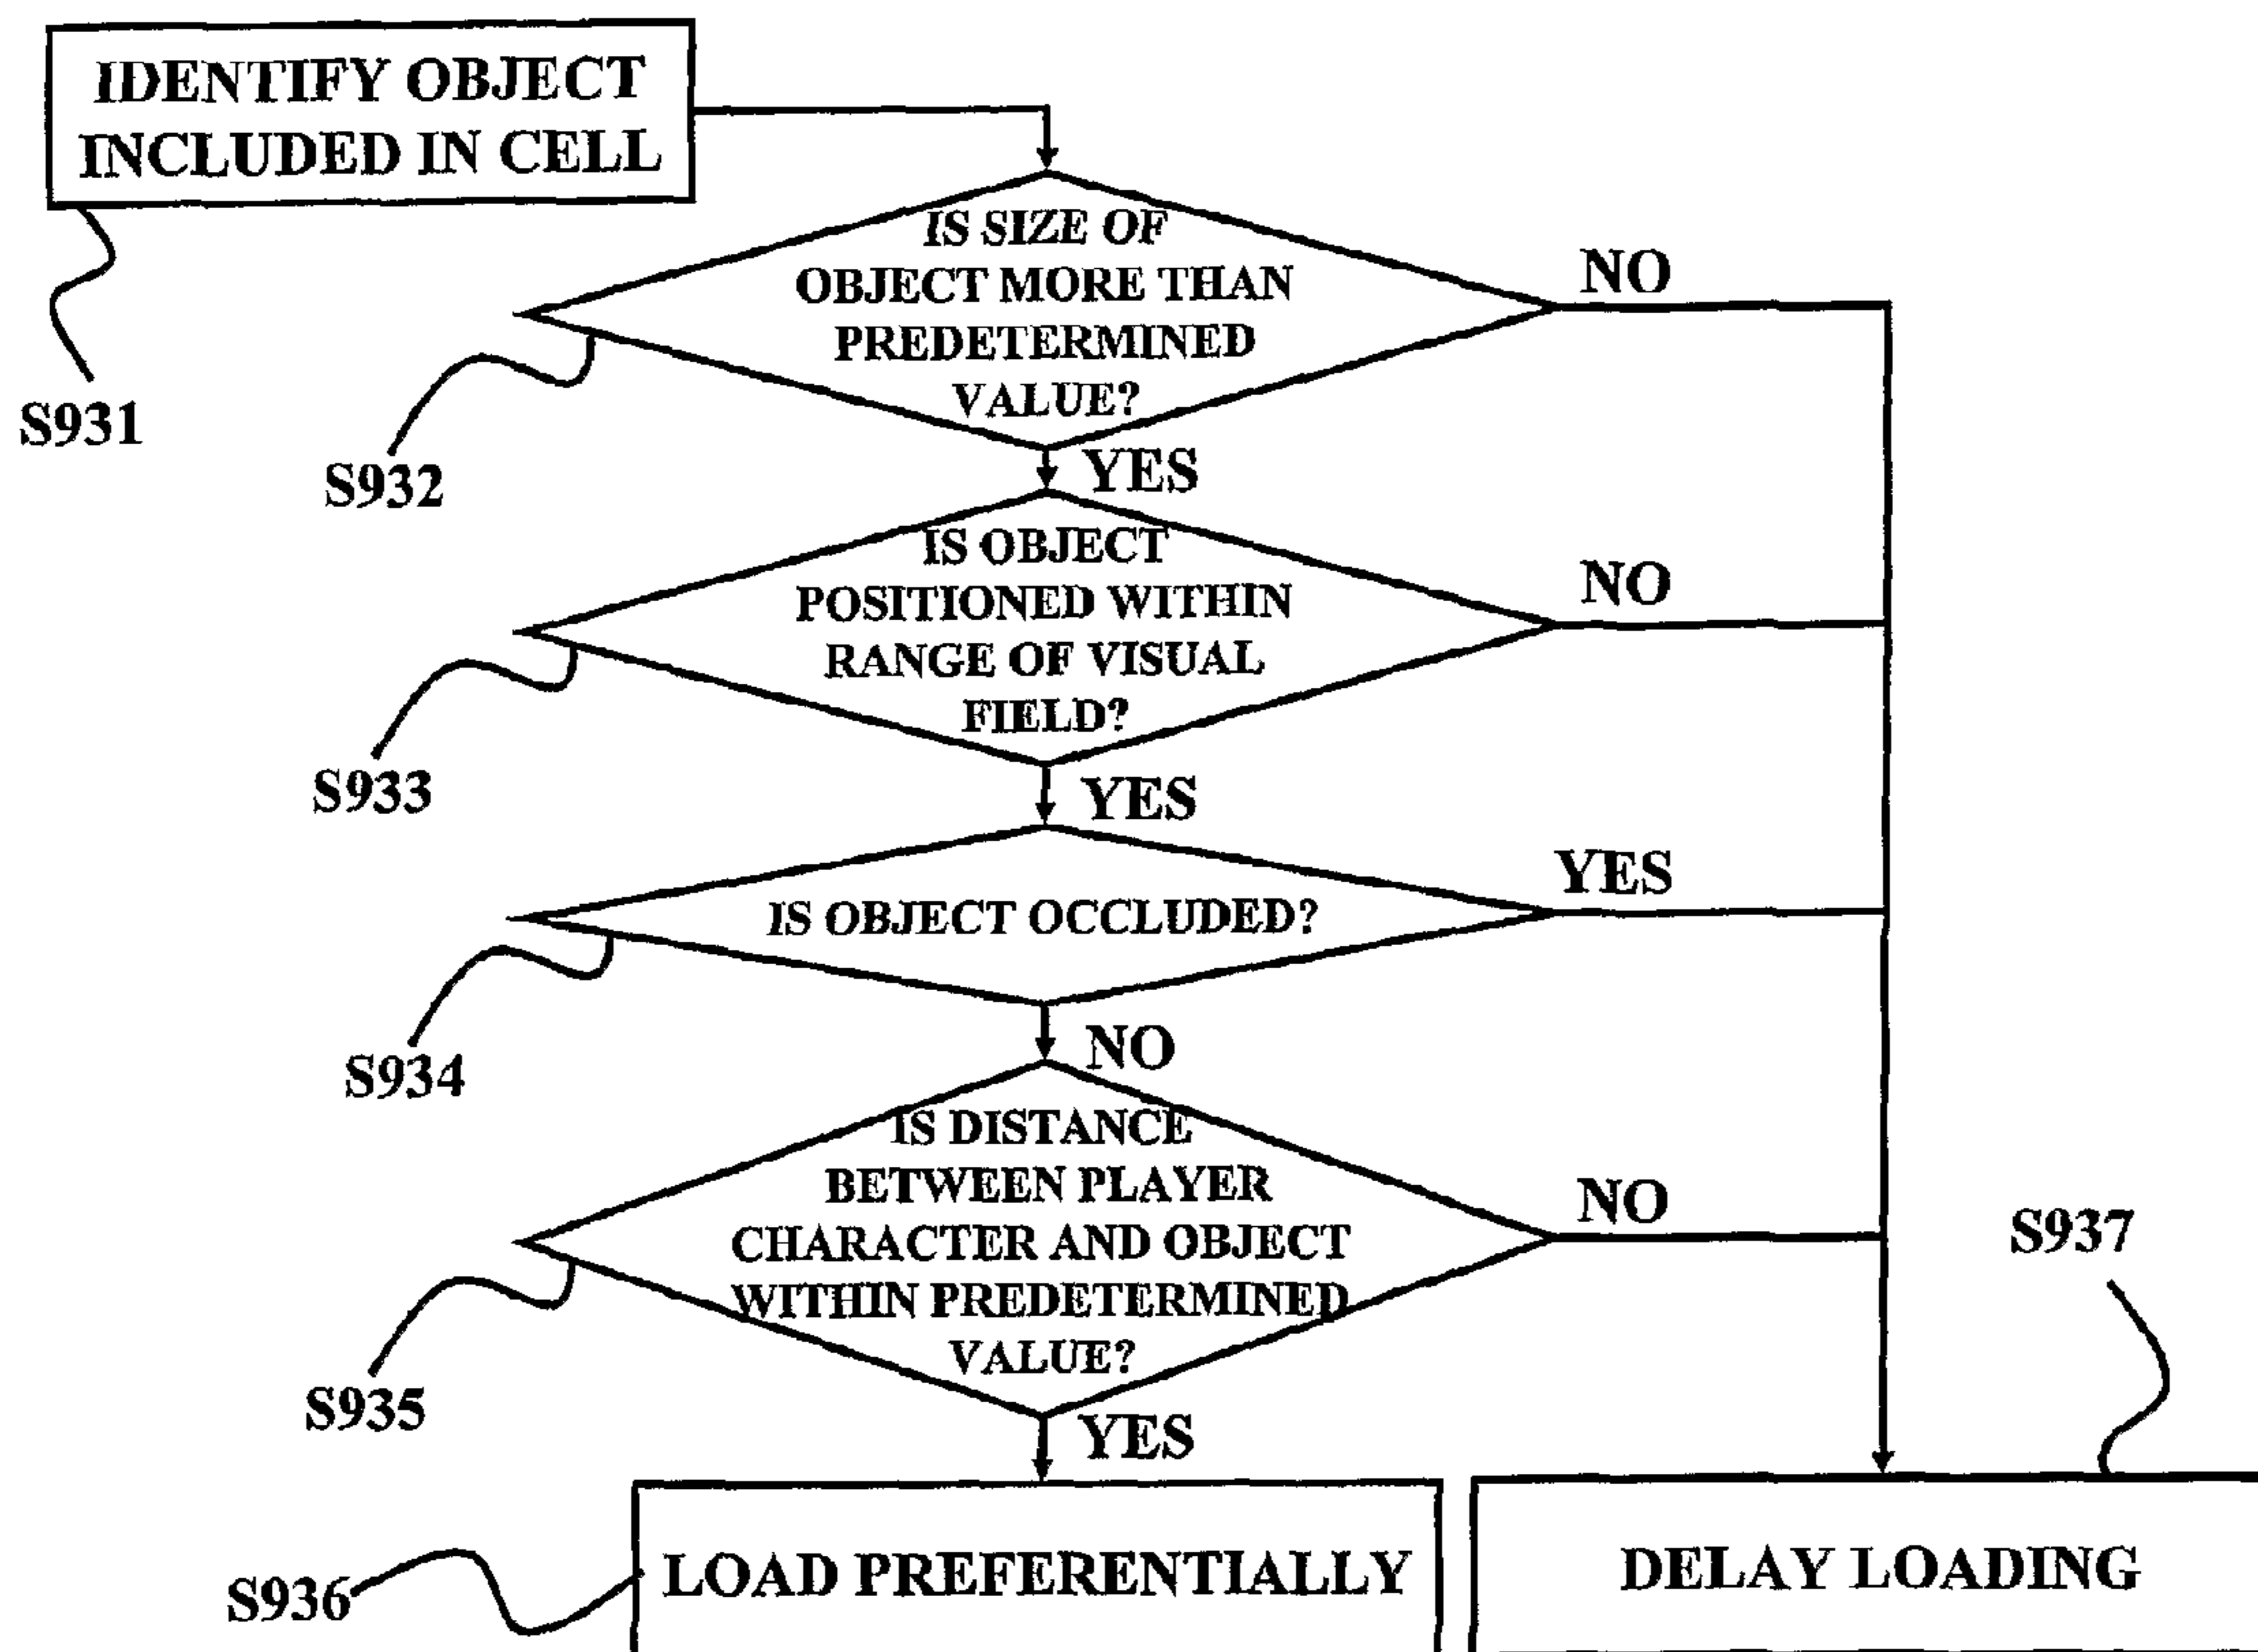 IDENTIFY OBJECT
INCLUDED IN CELL
S931
IS SIZE OF
OBJECT MORE THAN
PREDETERMINED
VALUE?
NO
S932
YES
IS OBJECT
POSITIONED WITHIN
RANGE OF VISUAL
FIELD?
NO
S933
YES
IS OBJECT OCCLUDED?
YES
S934
NO
IS DISTANCE
BETWEEN PLAYER
CHARACTER AND OBJECT
WITHIN PREDETERMINED
VALUE?
NO
S935
YES
S937
S936
LOAD PREFERENTIALLY
DELAY LOADING